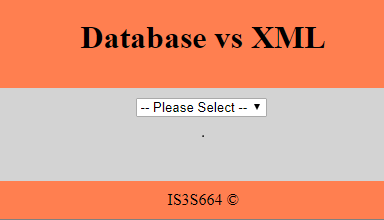 Database vs XML
-- Please Select --
.
IS3S664 ©